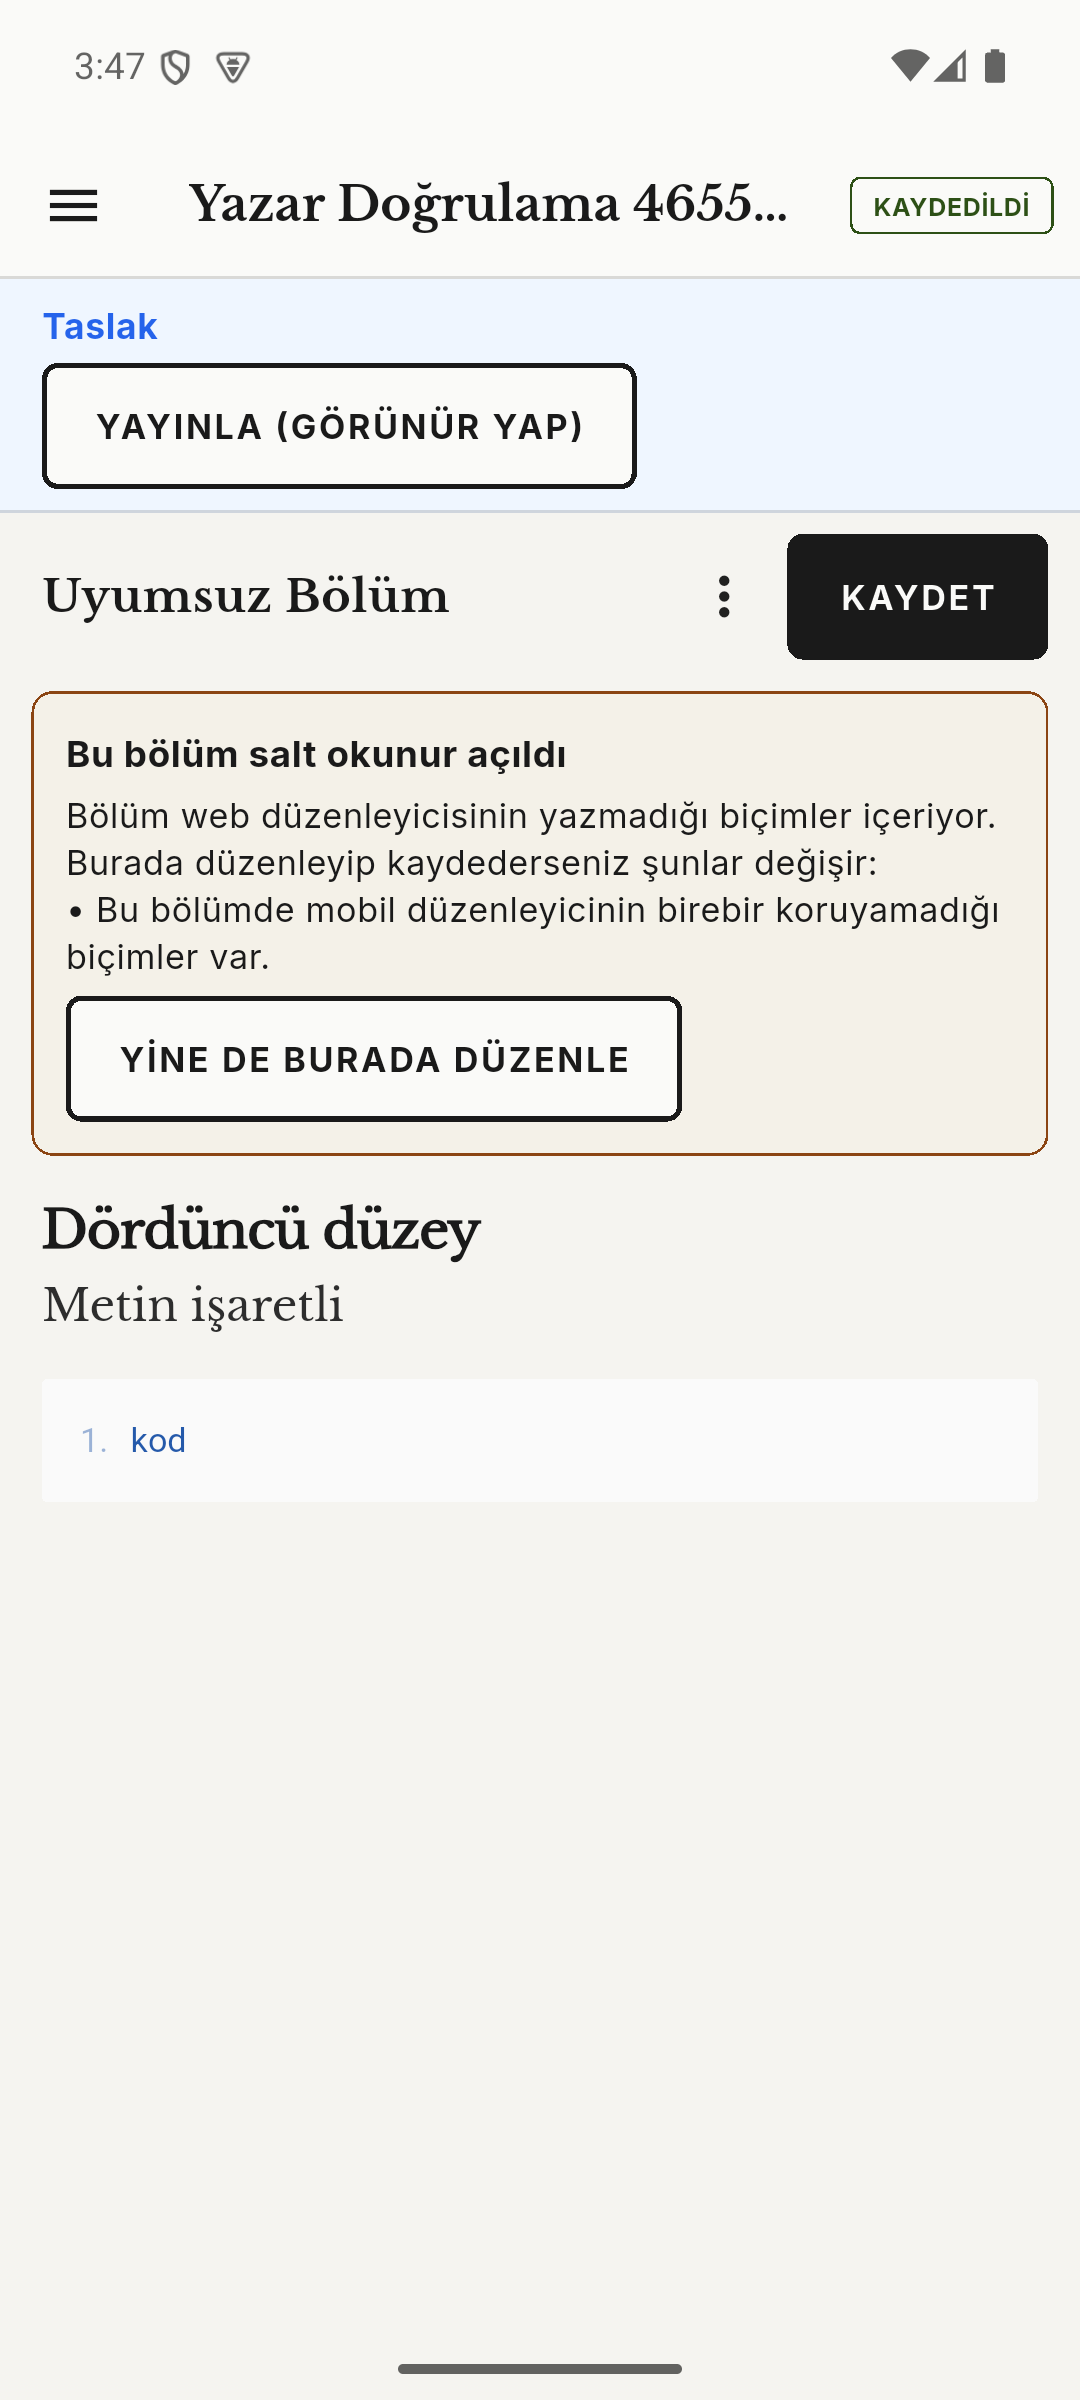 3:47
Yazar Doğrulama 4655...
KAYDEDİLDİ
Taslak
YAYINLA (GÖRÜNÜR YAP)
Uyumsuz Bölüm
KAYDET
Bu bölüm salt okunur açıldı
Bölüm web düzenleyicisinin yazmadığı biçimler içeriyor.
Burada düzenleyip kaydederseniz şunlar değişir:
• Bu bölümde mobil düzenleyicinin birebir koruyamadığı
biçimler var.
YİNE DE BURADA DÜZENLE
Dördüncü düzey
Metin işaretli
1. kod